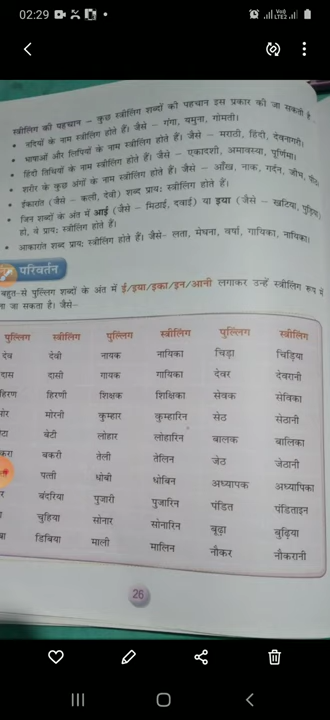 02:29
स्त्रीलिंग की पहचान – कुछ स्त्रीलिंग शब्दों की पहचान इस प्रकार की जा सकती है
• नदियों के नाम स्त्रीलिंग होते हैं। जैसे – गंगा, यमुना, गोमती।
• भाषाओं और लिपियों के नाम स्त्रीलिंग होते हैं। जैसे – मराठी, हिंदी, देवनागरी।
• हिंदी तिथियों के नाम स्त्रीलिंग होते हैं। जैसे – एकादशी, अमावस्या, पूर्णिमा।
• शरीर के कुछ अंगों के नाम स्त्रीलिंग होते हैं। जैसे – आँख, नाक, गर्दन, जीभ, पीठ।
• ईकारांत (जैसे – कली, देवी) शब्द प्राय: स्त्रीलिंग होते हैं।
• जिन शब्दों के अंत में आई (जैसे – मिठाई, दवाई) या इया (जैसे – खटिया, पुड़िया)
हो, वे प्राय: स्त्रीलिंग होते हैं।
• आकारांत शब्द प्राय: स्त्रीलिंग होते हैं। जैसे- लता, मेघना, वर्षा, गायिका, नायिका।
परिवर्तन
बहुत-से पुल्लिंग शब्दों के अंत में ई/इया/इका/इन/आनी लगाकर उन्हें स्त्रीलिंग रूप में
जा सकता है। जैसे-
पुल्लिंग स्त्रीलिंग पुल्लिंग स्त्रीलिंग पुल्लिंग स्त्रीलिंग
देव देवी नायक नायिका चिड़ा चिड़िया
दास दासी गायक गायिका देवर देवरानी
हिरण हिरणी शिक्षक शिक्षिका सेवक सेविका
मोर मोरनी कुम्हार कुम्हारिन सेठ सेठानी
टा बेटी लोहार लोहारिन बालक बालिका
करा बकरी तेली तेलिन जेठ जेठानी
पत्नी धोबी धोबिन अध्यापक अध्यापिका
र बंदरिया पुजारी पुजारिन पंडित पंडिताइन
चुहिया सोनार सोनारिन बूढ़ा बुढ़िया
बा डिबिया माली मालिन नौकर नौकरानी
26